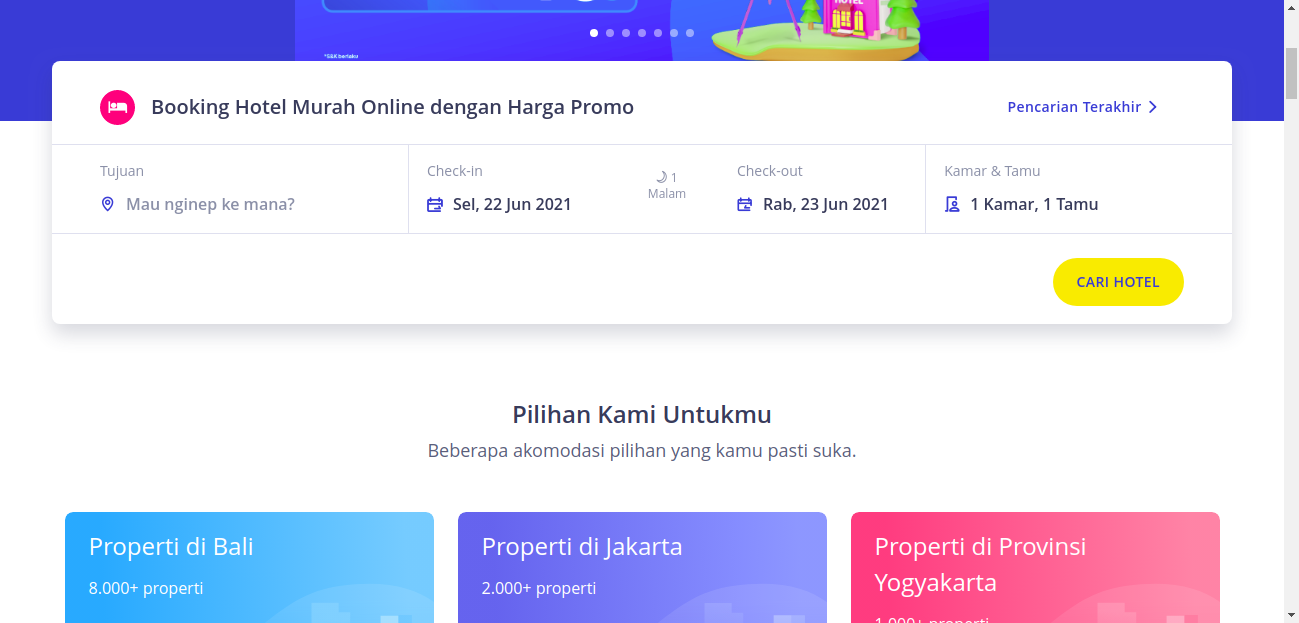 HOTEL
*S&K berlaku
Booking Hotel Murah Online dengan Harga Promo
Pencarian Terakhir
Tujuan
Mau nginep ke mana?
Check-in
Sel, 22 Jun 2021
1
Malam
Check-out
Rab, 23 Jun 2021
Kamar & Tamu
1 Kamar, 1 Tamu
CARI HOTEL
Pilihan Kami Untukmu
Beberapa akomodasi pilihan yang kamu pasti suka.
Properti di Bali
8.000+ properti
Properti di Jakarta
2.000+ properti
Properti di Provinsi
Yogyakarta
1.000+ properti